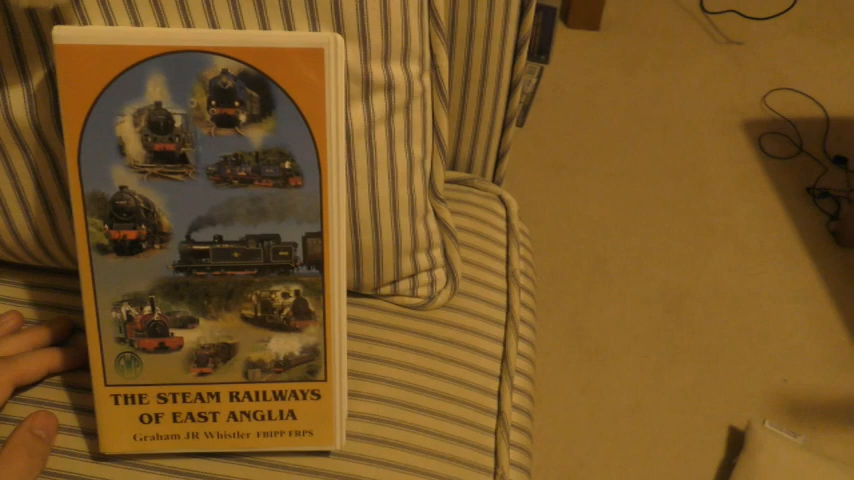 THE STEAM RAILWAYS
OF EAST ANGLIA
Graham JR Whistler FBIPP FRPS